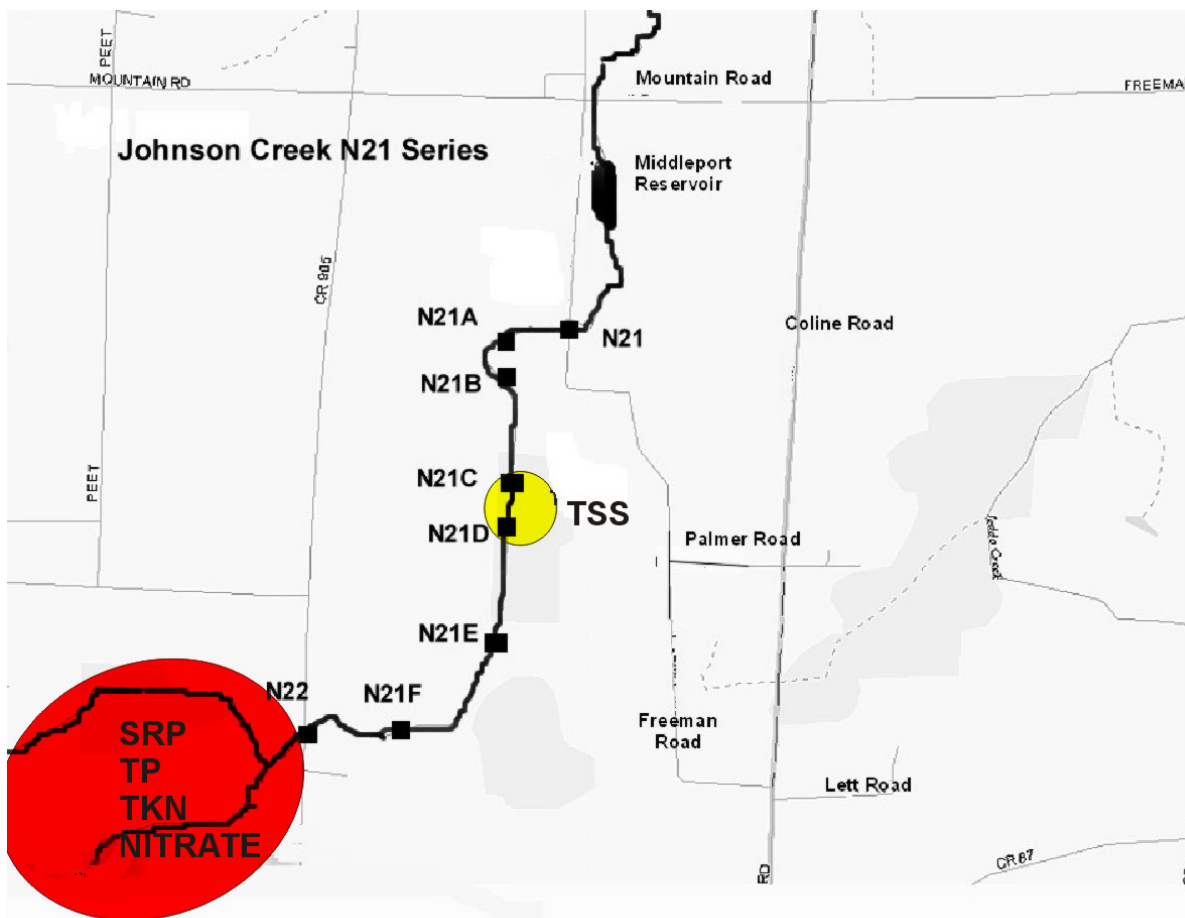 PEET
MOUNTAIN RD
Mountain Road
FREEMA
Johnson Creek N21 Series
Middleport
Reservoir
CR 905
N21A
N21
Coline Road
N21B
PEET
N21C
TSS
N21D
Palmer Road
Jeddo Creek
N21E
N22
N21F
SRP
TP
TKN
NITRATE
Freeman
Road
Lett Road
CR 87
RD